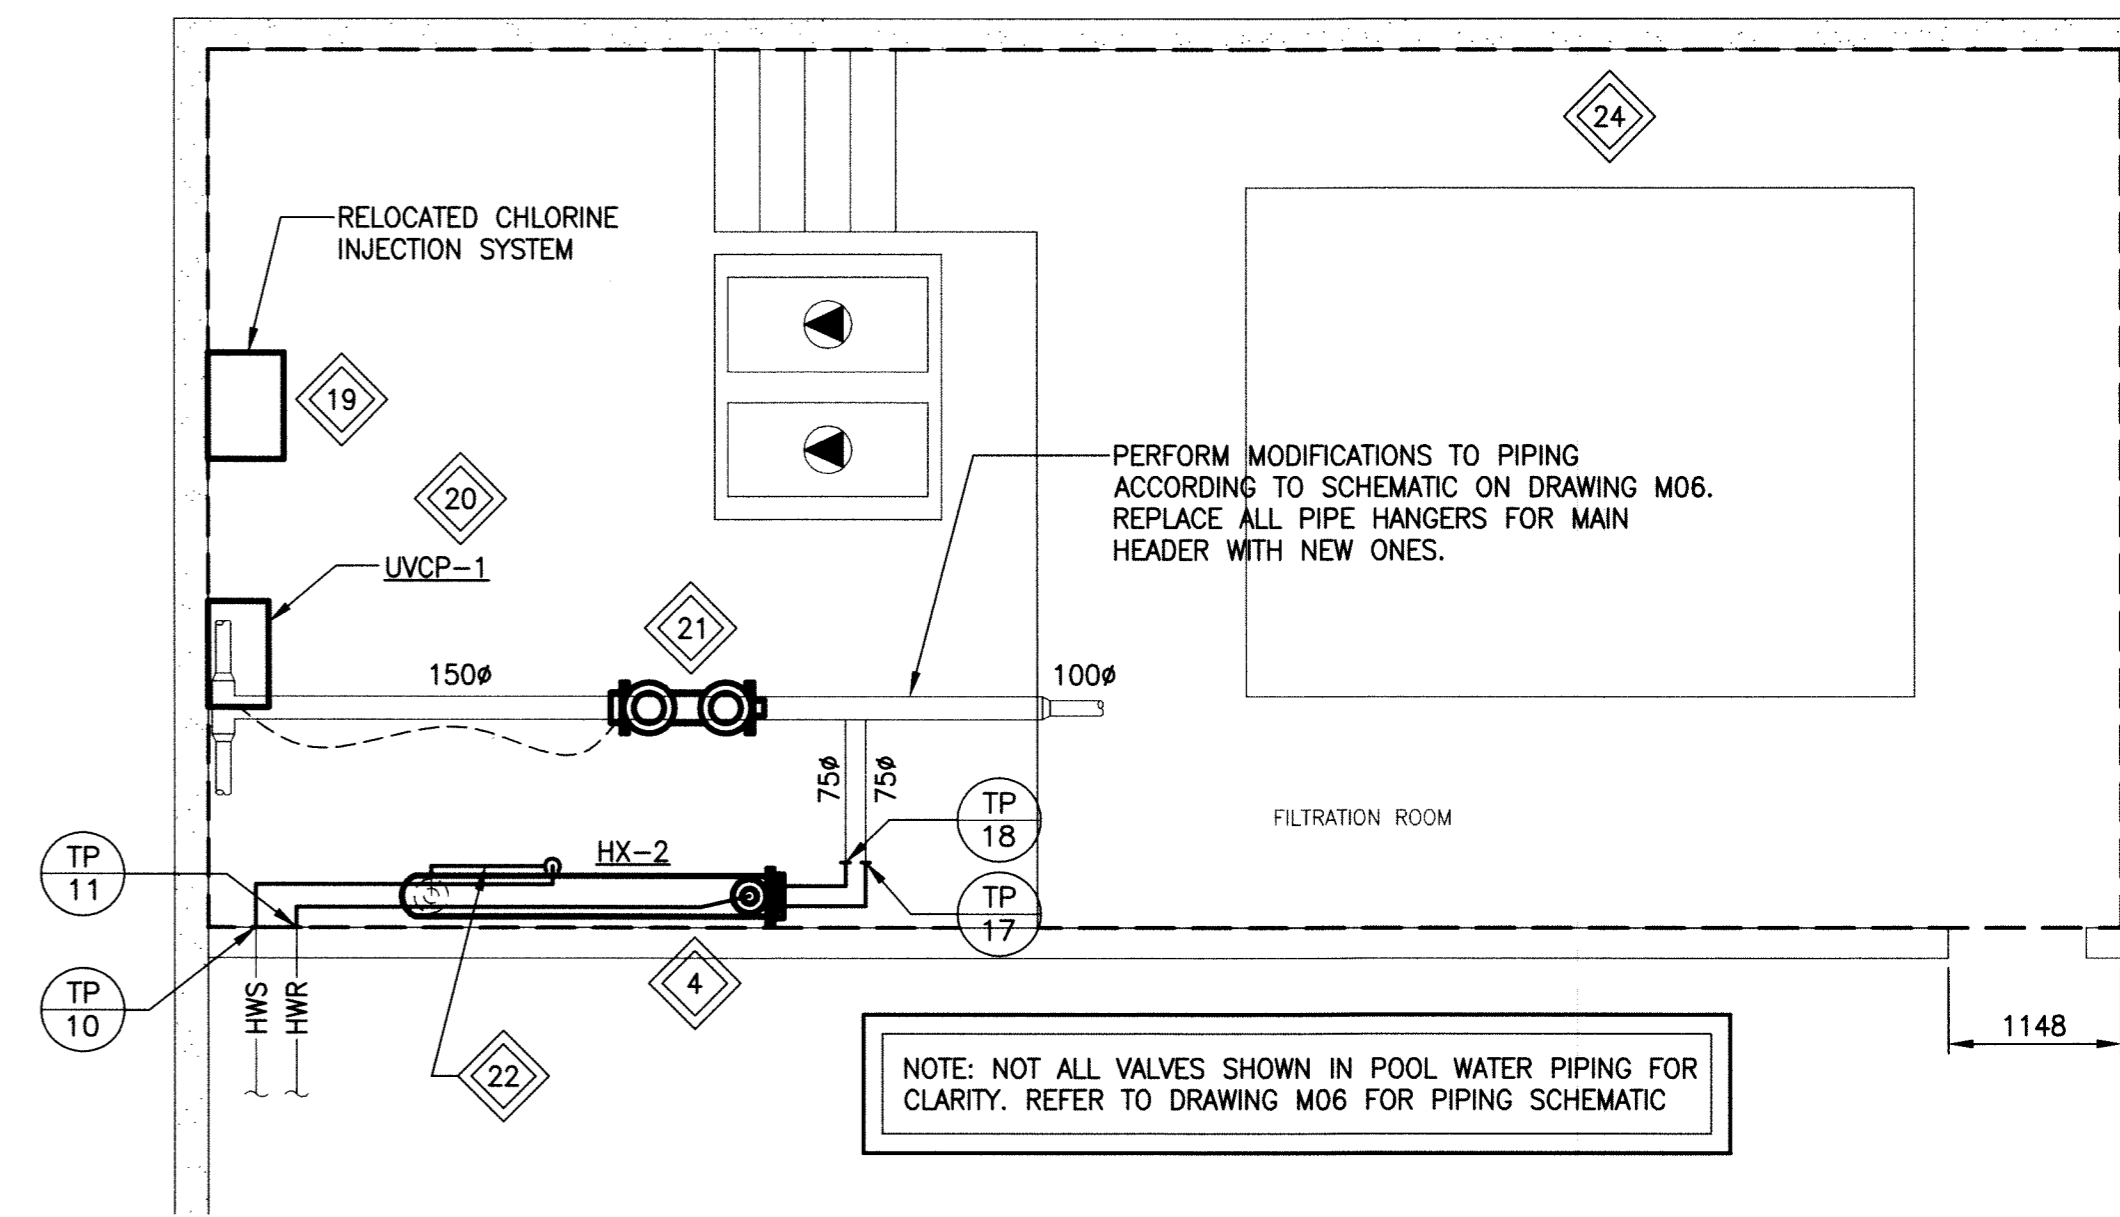 24
RELOCATED CHLORINE
INJECTION SYSTEM
19
20
PERFORM MODIFICATIONS TO PIPING
ACCORDING TO SCHEMATIC ON DRAWING M06.
REPLACE ALL PIPE HANGERS FOR MAIN
HEADER WITH NEW ONES.
UVCP-1
21
150ø
100ø
75ø
75ø
TP
18
FILTRATION ROOM
TP
11
HX-2
TP
17
TP
10
HWS
HWR
4
22
1148
NOTE: NOT ALL VALVES SHOWN IN POOL WATER PIPING FOR
CLARITY. REFER TO DRAWING M06 FOR PIPING SCHEMATIC